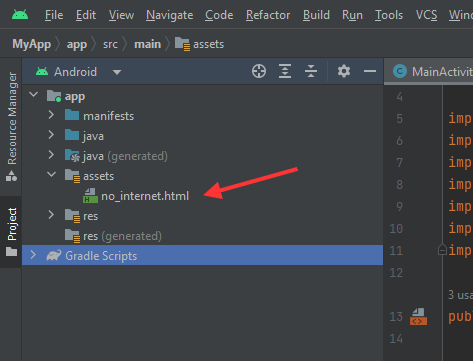 File Edit View Navigate Code Refactor Build Run Tools VCS
MyApp app src main assets
Resource Manager
Project
Android
app
manifests
java
java (generated)
assets
no_internet.html
res
res (generated)
Gradle Scripts
C MainActivit
4
5 imp
6 imp
7 imp
8 imp
9 imp
10 imp
11 imp
12
3 usa
13 pub
14